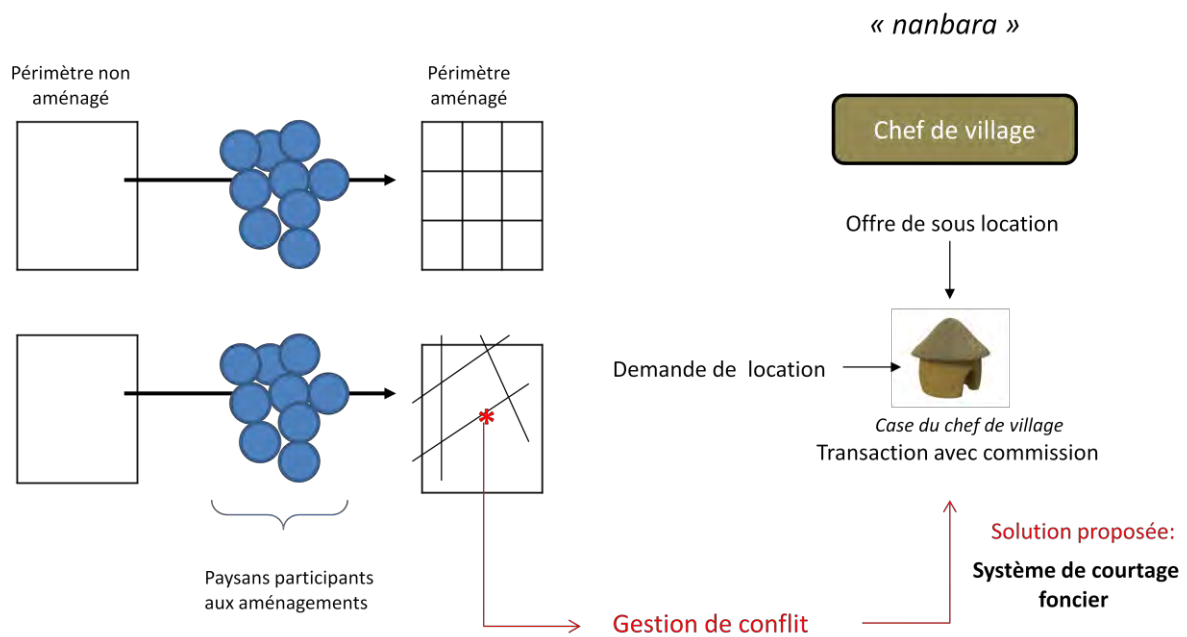 « nanbara »
Périmètre non
aménagé
Périmètre
aménagé
Chef de village
Offre de sous location
Demande de location
Case du chef de village
Transaction avec commission
Paysans participants
aux aménagements
*
Gestion de conflit
Solution proposée:
Système de courtage
foncier